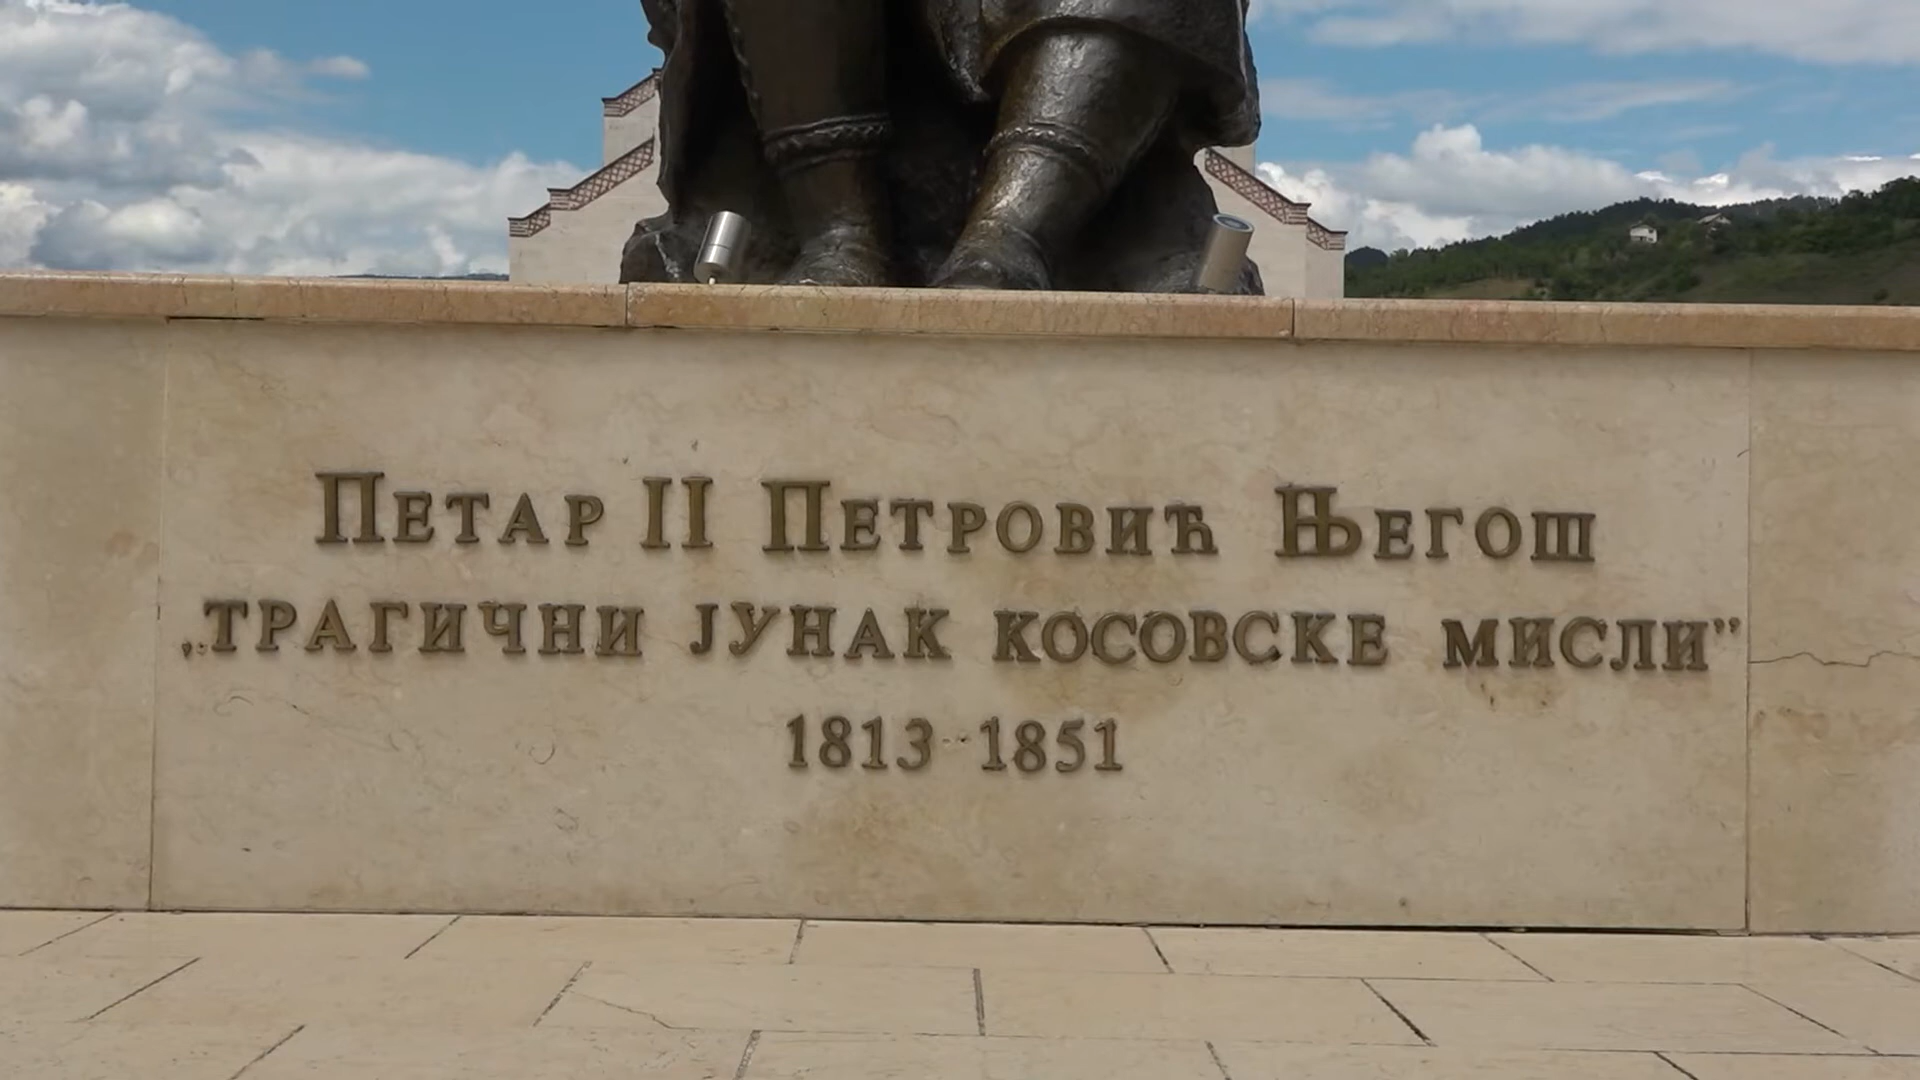 Петар II Петровић Његош
„трагични јунак косовске мисли”
1813-1851